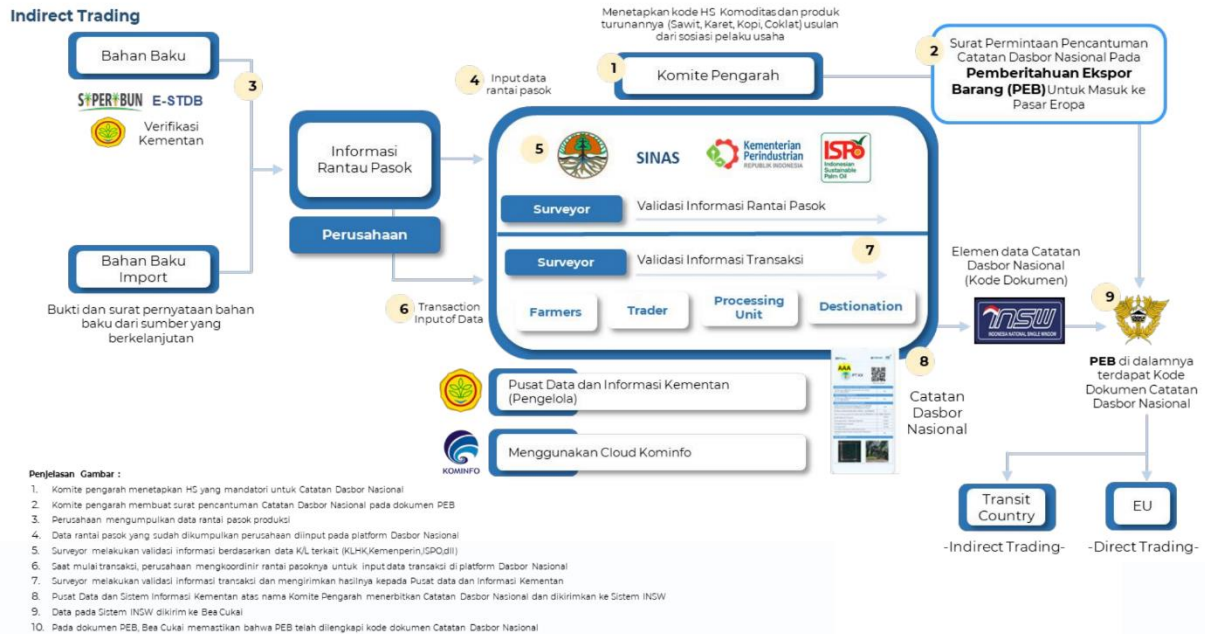 Indirect Trading
Menetapkan kode HS Komoditas dan produk
turunannya (Sawit, Karet, Kopi, Coklat) usulan
dari sosiasi pelaku usaha
Bahan Baku
3
SIPERIBUN E-STDB
Verifikasi
Kementan
4
Input data
rantai pasok
1
Komite Pengarah
2
Surat Permintaan Pencantuman
Catatan Dasbor Nasional Pada
Pemberitahuan Ekspor
Barang (PEB) Untuk Masuk ke
Pasar Eropa
Informasi
Rantau Pasok
Perusahaan
5
SINAS
Kementerian
Perindustrian
REPUBLIK INDONESIA
ISPO
Indonesian
Sustainable
Palm Oil
Surveyor
Validasi Informasi Rantai Pasok
Surveyor
Validasi Informasi Transaksi
7
Farmers
Trader
Processing
Unit
Destionation
Bahan Baku
Import
Bukti dan surat pernyataan bahan
baku dari sumber yang
berkelanjutan
6
Transaction
Input of Data
Elemen data Catatan
Dasbor Nasional
(Kode Dokumen)
INSW
INDONESIA NATIONAL SINGLE WINDOW
9
PEB di dalamnya
terdapat Kode
Dokumen Catatan
Dasbor Nasional
8
Catatan
Dasbor
Nasional
AAA
Pusat Data dan Informasi Kementan
(Pengelola)
KOMINFO
Menggunakan Cloud Kominfo
Transit
Country
EU
-Indirect Trading-
-Direct Trading-
Penjelasan Gambar :
1. Komite pengarah menetapkan HS yang mandatori untuk Catatan Dasbor Nasional
2. Komite pengarah membuat surat pencantuman Catatan Dasbor Nasional pada dokumen PEB
3. Perusahaan mengumpulkan data rantai pasok produksi
4. Data rantai pasok yang sudah dikumpulkan perusahaan diinput pada platform Dasbor Nasional
5. Surveyor melakukan validasi informasi berdasarkan data K/L terkait (KLHK,Kemenperin,ISPO,dll)
6. Saat mulai transaksi, perusahaan mengkoordinir rantai pasoknya untuk input data transaksi di platform Dasbor Nasional
7. Surveyor melakukan validasi informasi transaksi dan mengirimkan hasilnya kepada Pusat data dan Informasi Kementan
8. Pusat Data dan Sistem Informasi Kementan atas nama Komite Pengarah menerbitkan Catatan Dasbor Nasional dan dikirimkan ke Sistem INSW
9. Data pada Sistem INSW dikirim ke Bea Cukai
10. Pada dokumen PEB, Bea Cukai memastikan bahwa PEB telah dilengkapi kode dokumen Catatan Dasbor Nasional